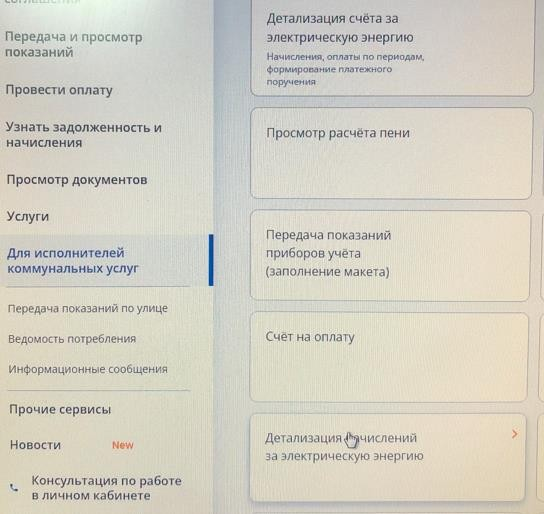 соглашения
Передача и просмотр
показаний
Провести оплату
Узнать задолженность и
начисления
Просмотр документов
Услуги
Для исполнителей
коммунальных услуг
Передача показаний по улице
Ведомость потребления
Информационные сообщения
Прочие сервисы
Новости New
Консультация по работе
в личном кабинете
Детализация счёта за
электрическую энергию
Начисления, оплаты по периодам,
формирование платежного
поручения
Просмотр расчёта пени
Передача показаний
приборов учёта
(заполнение макета)
Счёт на оплату
Детализация начислений
за электрическую энергию